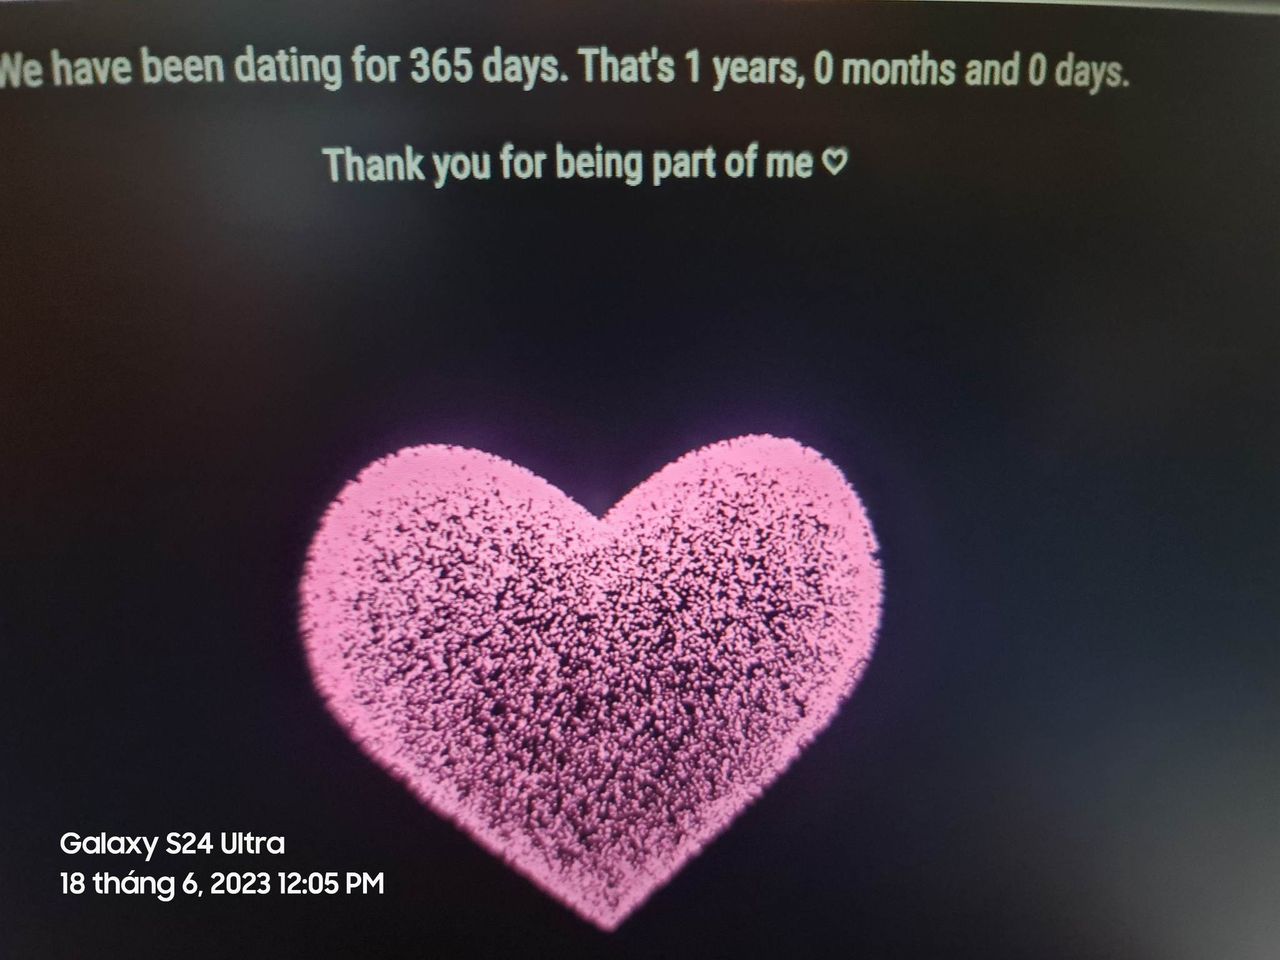 We have been dating for 365 days. That's 1 years, 0 months and 0 days.
Thank you for being part of me ♡
Galaxy S24 Ultra
18 tháng 6, 2023 12:05 PM